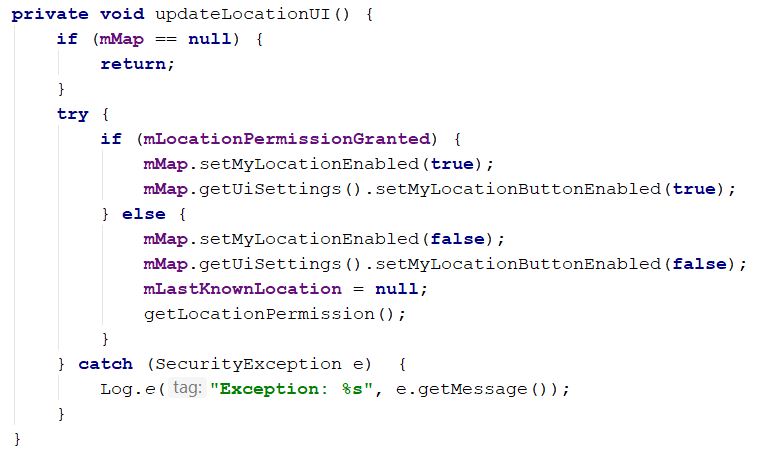 private void updateLocationUI() {
    if (mMap == null) {
        return;
    }
    try {
        if (mLocationPermissionGranted) {
            mMap.setMyLocationEnabled(true);
            mMap.getUiSettings().setMyLocationButtonEnabled(true);
        } else {
            mMap.setMyLocationEnabled(false);
            mMap.getUiSettings().setMyLocationButtonEnabled(false);
            mLastKnownLocation = null;
            getLocationPermission();
        }
    } catch (SecurityException e)  {
        Log.e( tag: "Exception: %s", e.getMessage());
    }
}